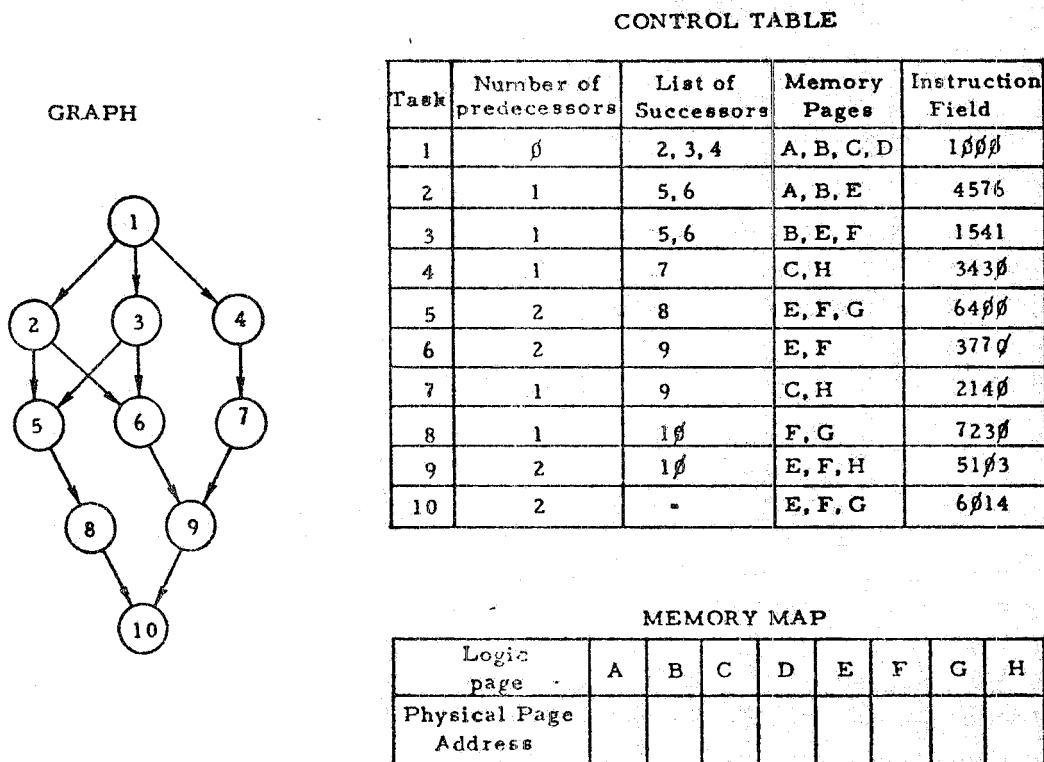 CONTROL TABLE
GRAPH
Task Number of predecessors List of Successors Memory Pages Instruction Field
1 Ø 2, 3, 4 A, B, C, D 1ØØØ
2 1 5, 6 A, B, E 4576
3 1 5, 6 B, E, F 1541
4 1 7 C, H 343Ø
5 2 8 E, F, G 64ØØ
6 2 9 E, F 377Ø
7 1 9 C, H 214Ø
8 1 1Ø F, G 723Ø
9 2 1Ø E, F, H 51Ø3
10 2 - E, F, G 6Ø14
1
2 3 4
5 6 7
8 9
10
MEMORY MAP
Logic page A B C D E F G H
Physical Page Address